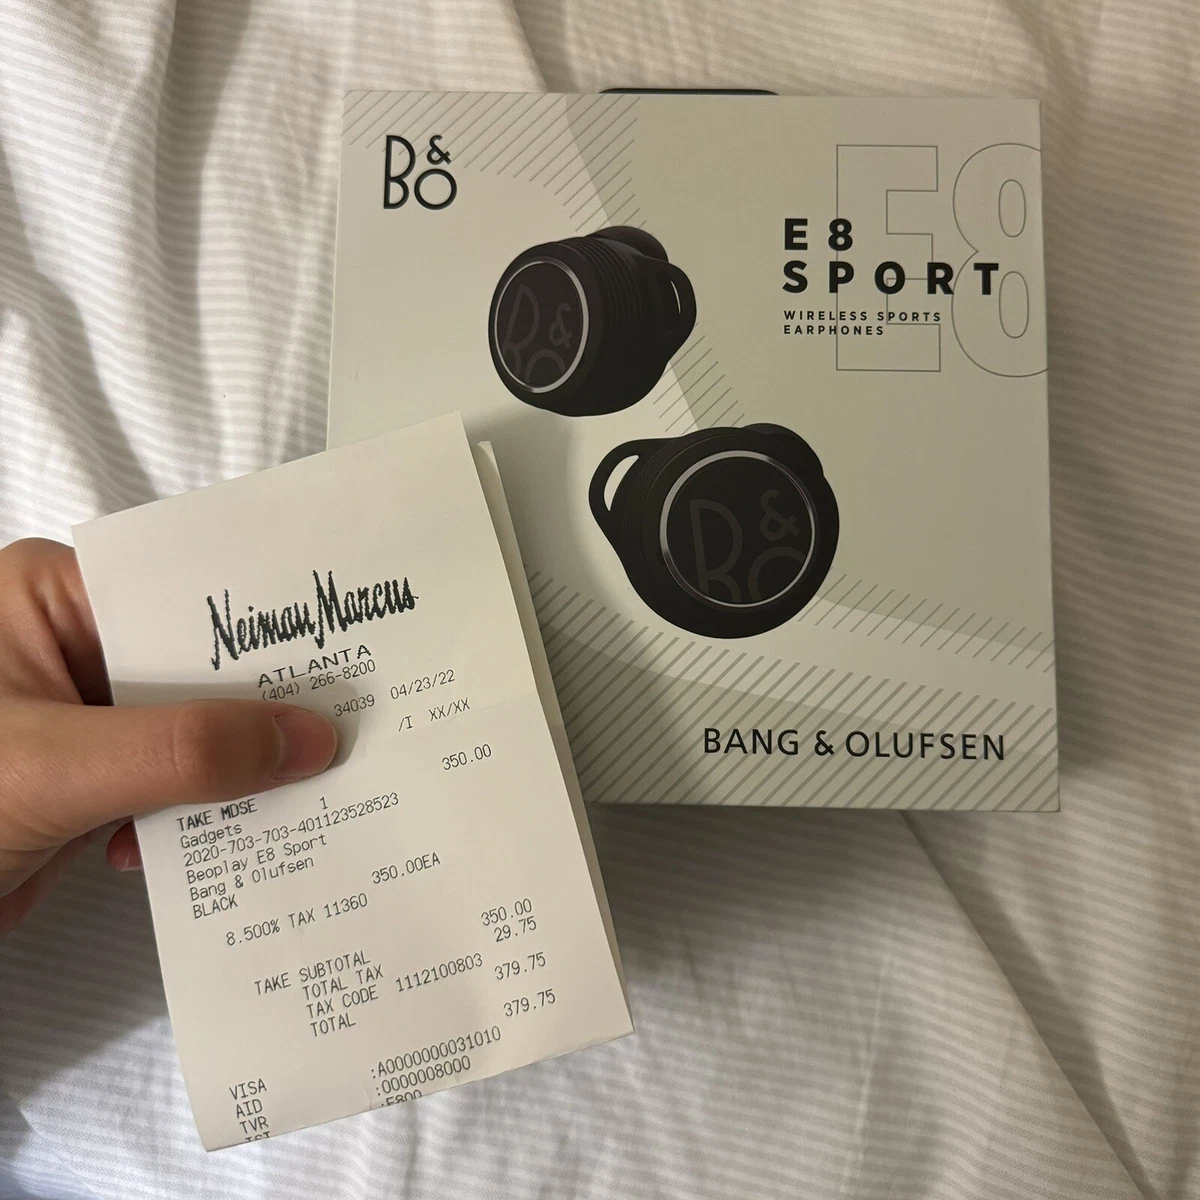 B&O
E8
E8
SPORT
WIRELESS SPORTS
EARPHONES
B&O
B&O
BANG & OLUFSEN
Neiman Marcus
ATLANTA
(404) 266-8200
34039 04/23/22
/I XX/XX
350.00
TAKE MDSE 1
Gadgets
2020-703-703-401123528523
Beoplay E8 Sport
Bang & Olufsen
BLACK
350.00EA
8.500% TAX 11360
TAKE SUBTOTAL 350.00
TOTAL TAX 29.75
TAX CODE 1112100803
TOTAL 379.75
VISA 379.75
AID :A0000000031010
TVR :0000008000
TST :E800